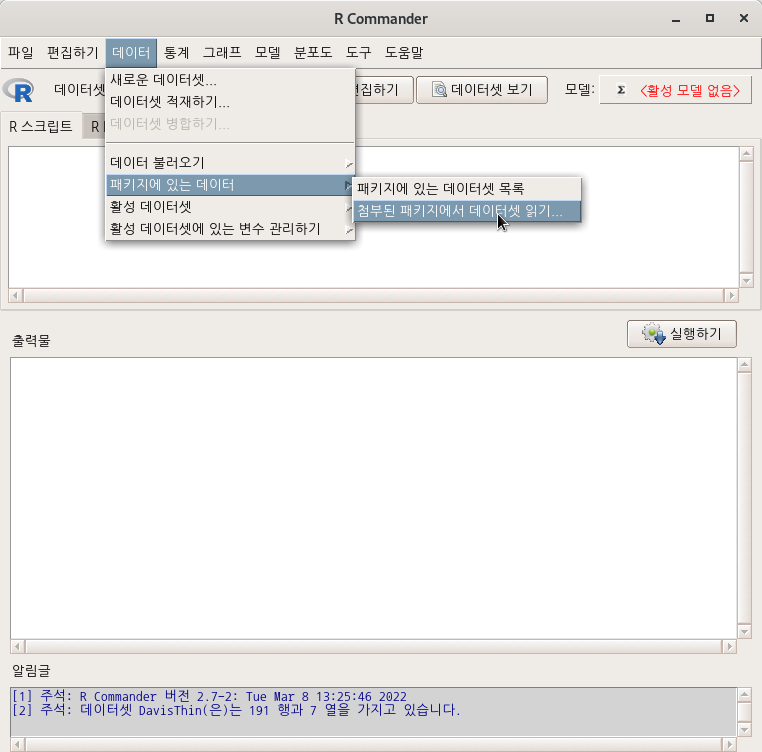 R Commander
파일 편집하기 데이터 통계 그래프 모델 분포도 도구 도움말
데이터셋 편집하기 데이터셋 보기 모델: Σ <활성 모델 없음>
새로운 데이터셋...
데이터셋 적재하기...
데이터셋 병합하기...
데이터 불러오기
패키지에 있는 데이터
활성 데이터셋
활성 데이터셋에 있는 변수 관리하기
패키지에 있는 데이터셋 목록
첨부된 패키지에서 데이터셋 읽기...
R 스크립트 R
실행하기
출력물
알림글
[1] 주석: R Commander 버전 2.7-2: Tue Mar 8 13:25:46 2022
[2] 주석: 데이터셋 DavisThin(은)는 191 행과 7 열을 가지고 있습니다.